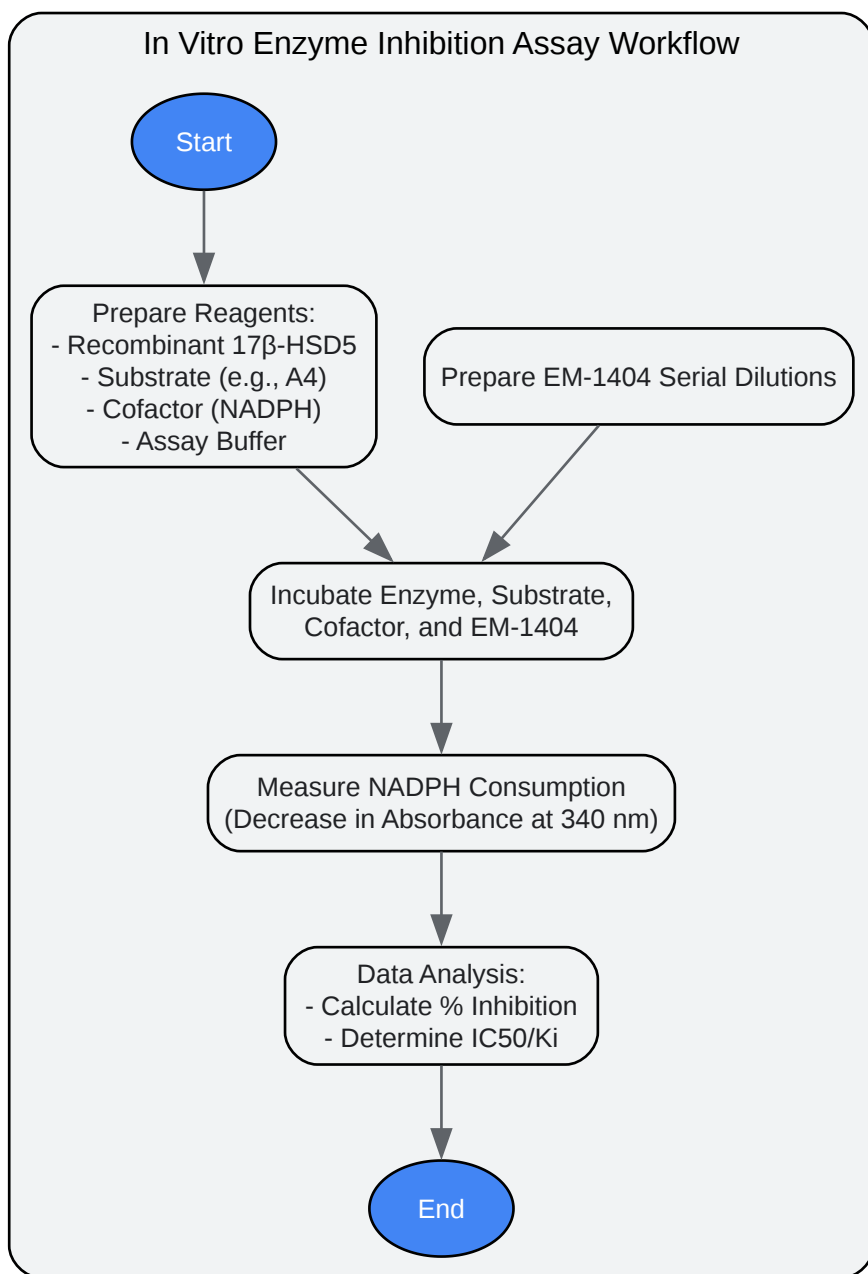 In Vitro Enzyme Inhibition Assay Workflow
Start
Prepare Reagents:
- Recombinant 17β-HSD5
- Substrate (e.g., A4)
- Cofactor (NADPH)
- Assay Buffer
Prepare EM-1404 Serial Dilutions
Incubate Enzyme, Substrate,
Cofactor, and EM-1404
Measure NADPH Consumption
(Decrease in Absorbance at 340 nm)
Data Analysis:
- Calculate % Inhibition
- Determine IC50/Ki
End